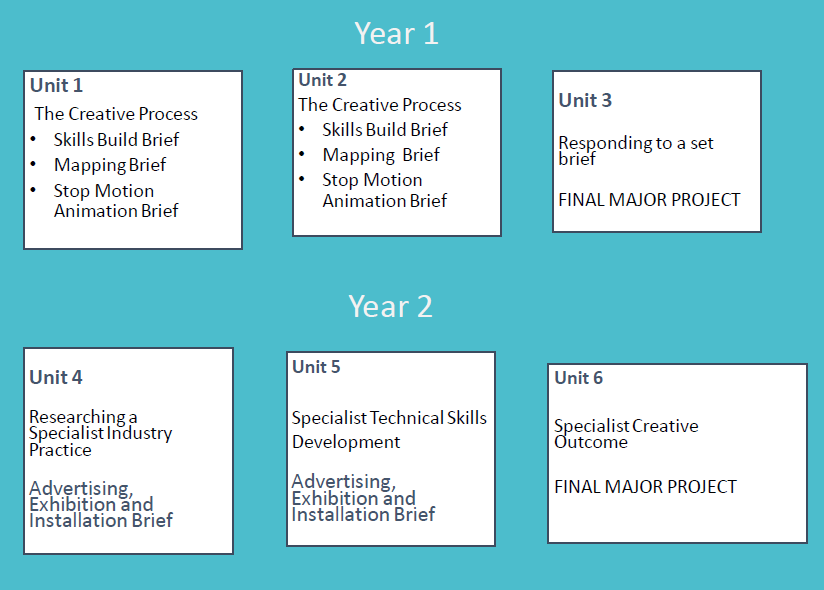 Year 1
Unit 1
The Creative Process
• Skills Build Brief
• Mapping Brief
• Stop Motion
Animation Brief
Unit 2
The Creative Process
• Skills Build Brief
• Mapping Brief
• Stop Motion
Animation Brief
Unit 3
Responding to a set
brief
FINAL MAJOR PROJECT
Year 2
Unit 4
Researching a
Specialist Industry
Practice
Advertising,
Exhibition and
Installation Brief
Unit 5
Specialist Technical Skills
Development
Advertising,
Exhibition and
Installation Brief
Unit 6
Specialist Creative
Outcome
FINAL MAJOR PROJECT